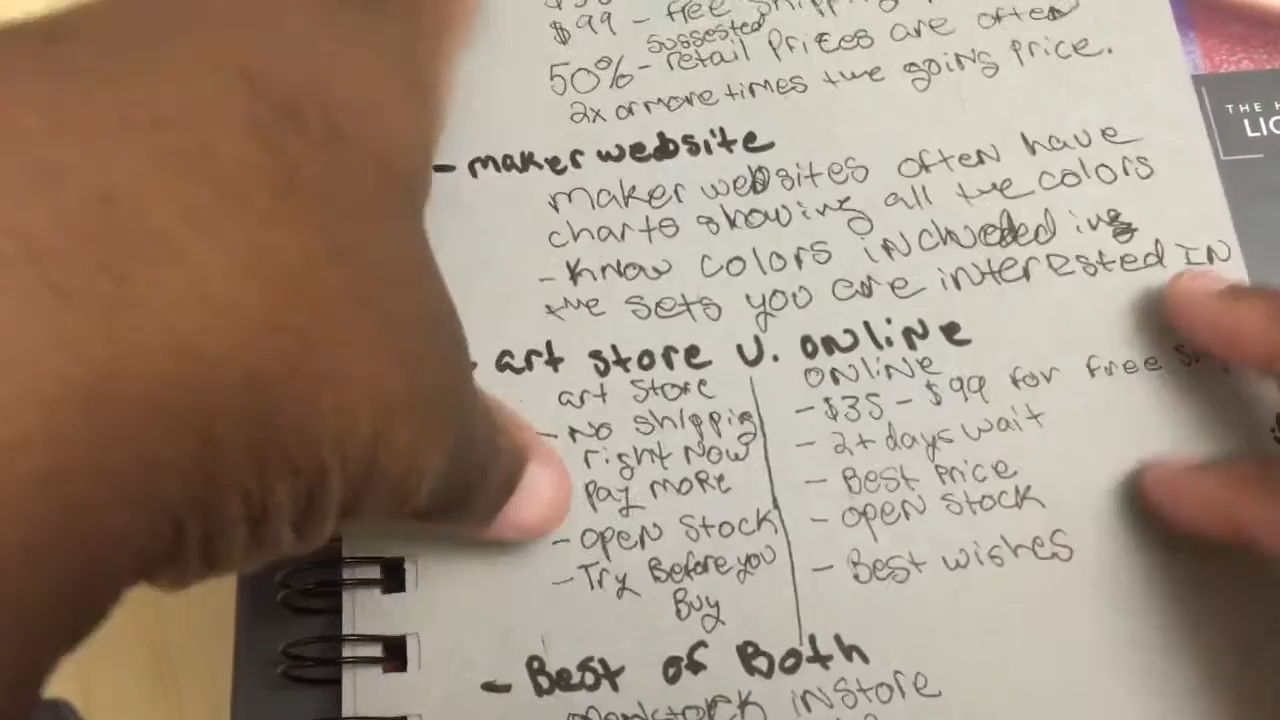 $99 - free
suggested
50% - retail prices are often
2x or more times the going price.
- maker website
maker websites often have
charts showing all the colors
- Know colors included in
the sets you are interested IN
art store v. online
art store
- No shippig
right now
pay more
- open stock
- Try Before you
Buy
online
- $35 - $99 for free
- 2+ days wait
- Best Price
- open stock
- Best wishes
- Best of Both
in store
THE